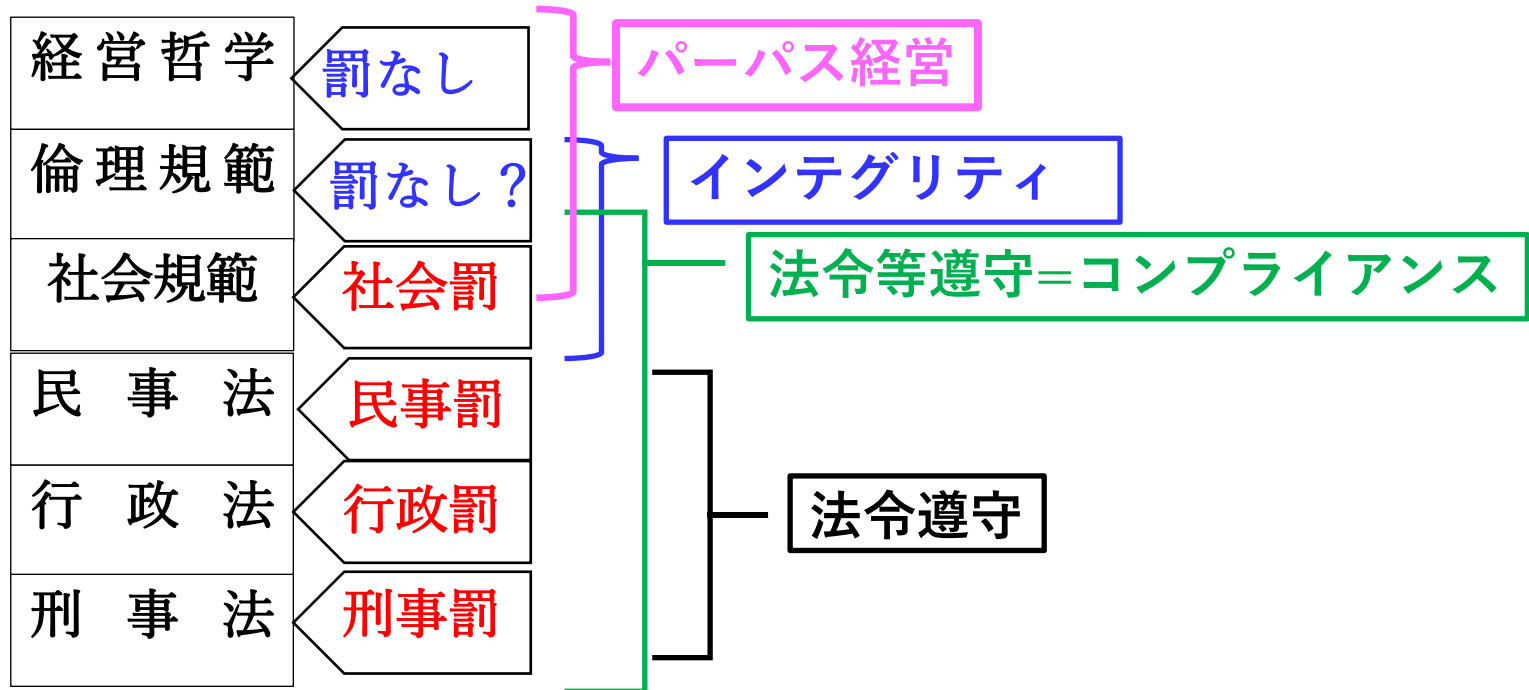 経営哲学
罰なし
パーパス経営
倫理規範
罰なし?
インテグリティ
社会規範
社会罰
法令等遵守=コンプライアンス
民事法
民事罰
行政法
行政罰
法令遵守
刑事法
刑事罰